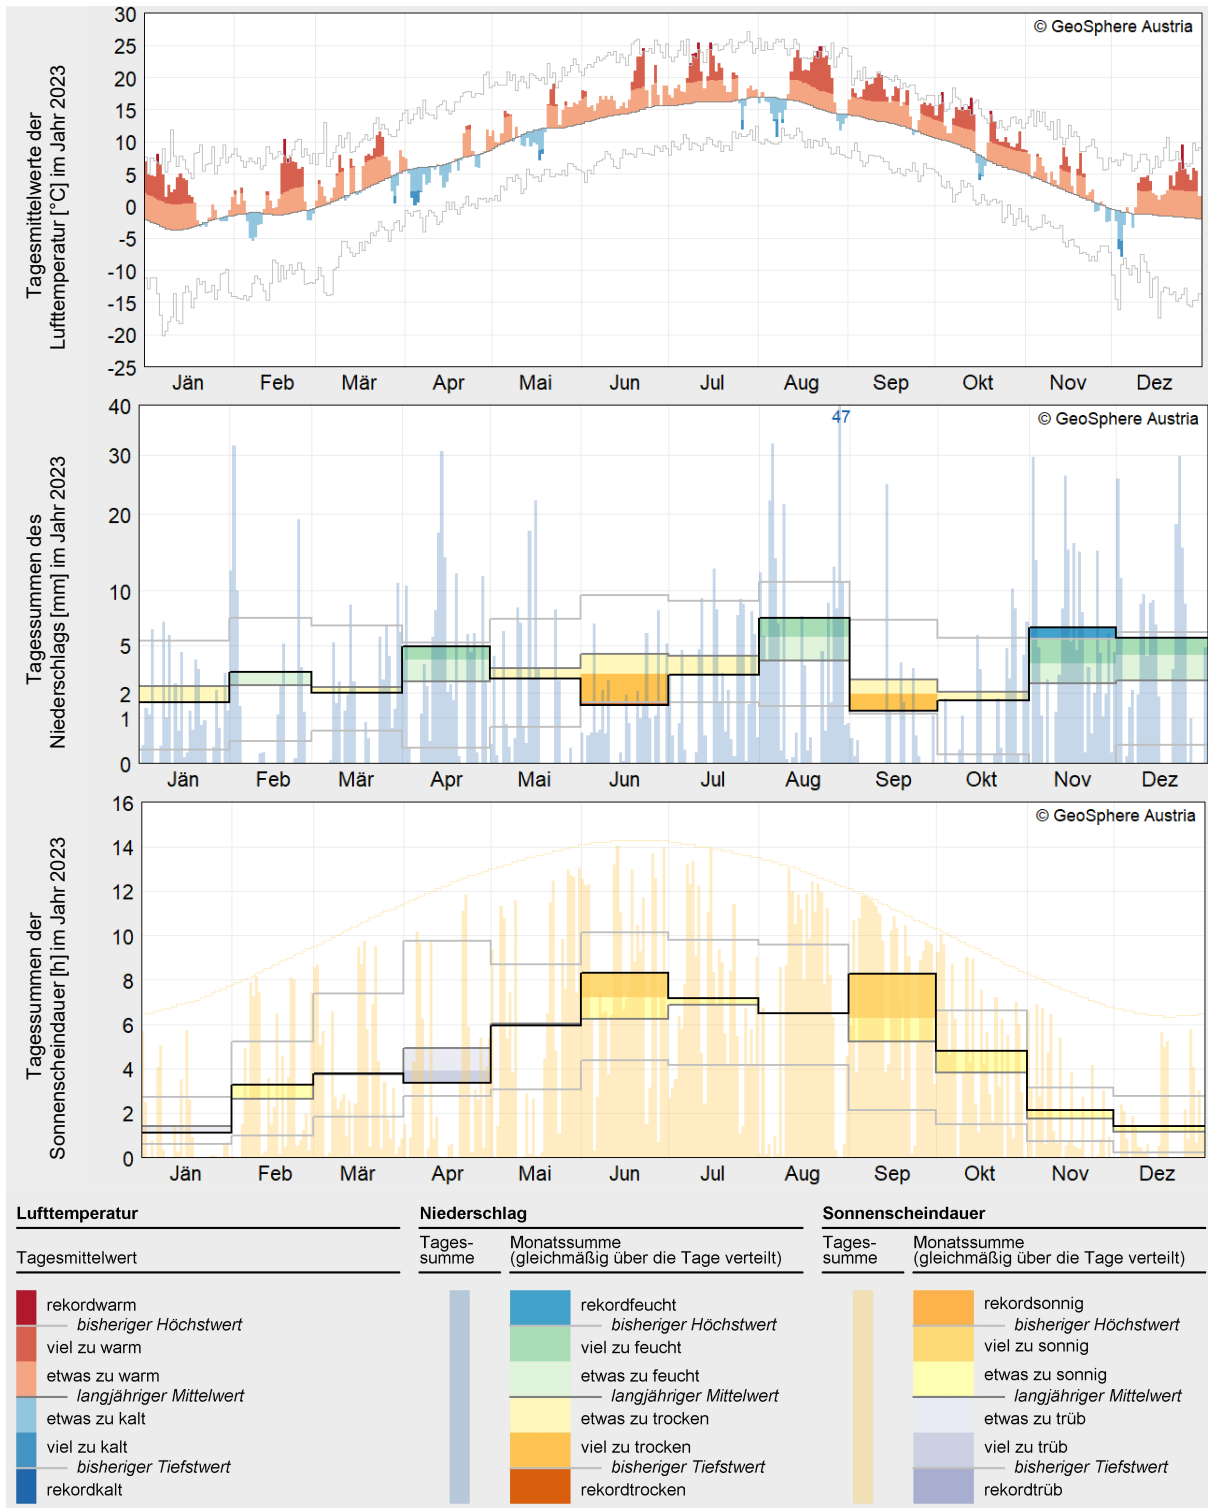 Tagesmittelwerte der
Lufttemperatur [°C] im Jahr 2023
30
25
20
15
10
5
0
-5
-10
-15
-20
-25
© GeoSphere Austria
Jän Feb Mär Apr Mai Jun Jul Aug Sep Okt Nov Dez
Tagessummen des
Niederschlags [mm] im Jahr 2023
40
30
20
10
5
2
1
0
47
© GeoSphere Austria
Jän Feb Mär Apr Mai Jun Jul Aug Sep Okt Nov Dez
Tagessummen der
Sonnenscheindauer [h] im Jahr 2023
16
14
12
10
8
6
4
2
0
© GeoSphere Austria
Jän Feb Mär Apr Mai Jun Jul Aug Sep Okt Nov Dez
Lufttemperatur
Tagesmittelwert
rekordwarm
bisheriger Höchstwert
viel zu warm
etwas zu warm
langjähriger Mittelwert
etwas zu kalt
viel zu kalt
bisheriger Tiefstwert
rekordkalt
Niederschlag
Tages-
summe
Monatssumme
(gleichmäßig über die Tage verteilt)
rekordfeucht
bisheriger Höchstwert
viel zu feucht
etwas zu feucht
langjähriger Mittelwert
etwas zu trocken
viel zu trocken
bisheriger Tiefstwert
rekordtrocken
Sonnenscheindauer
Tages-
summe
Monatssumme
(gleichmäßig über die Tage verteilt)
rekordsonnig
bisheriger Höchstwert
viel zu sonnig
etwas zu sonnig
langjähriger Mittelwert
etwas zu trüb
viel zu trüb
bisheriger Tiefstwert
rekordtrüb